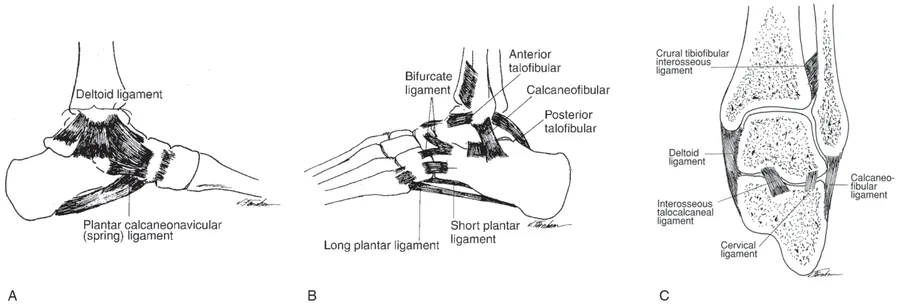 Deltoid ligament
Plantar calcaneonavicular
(spring) ligament
A
Anterior
talofibular
Bifurcate
ligament
Calcaneofibular
Posterior
talofibular
Short plantar
ligament
Long plantar ligament
B
Crural tibiofibular
interosseous
ligament
Deltoid
ligament
Interosseous
talocalcaneal
ligament
Cervical
ligament
Calcaneo-
fibular
ligament
C